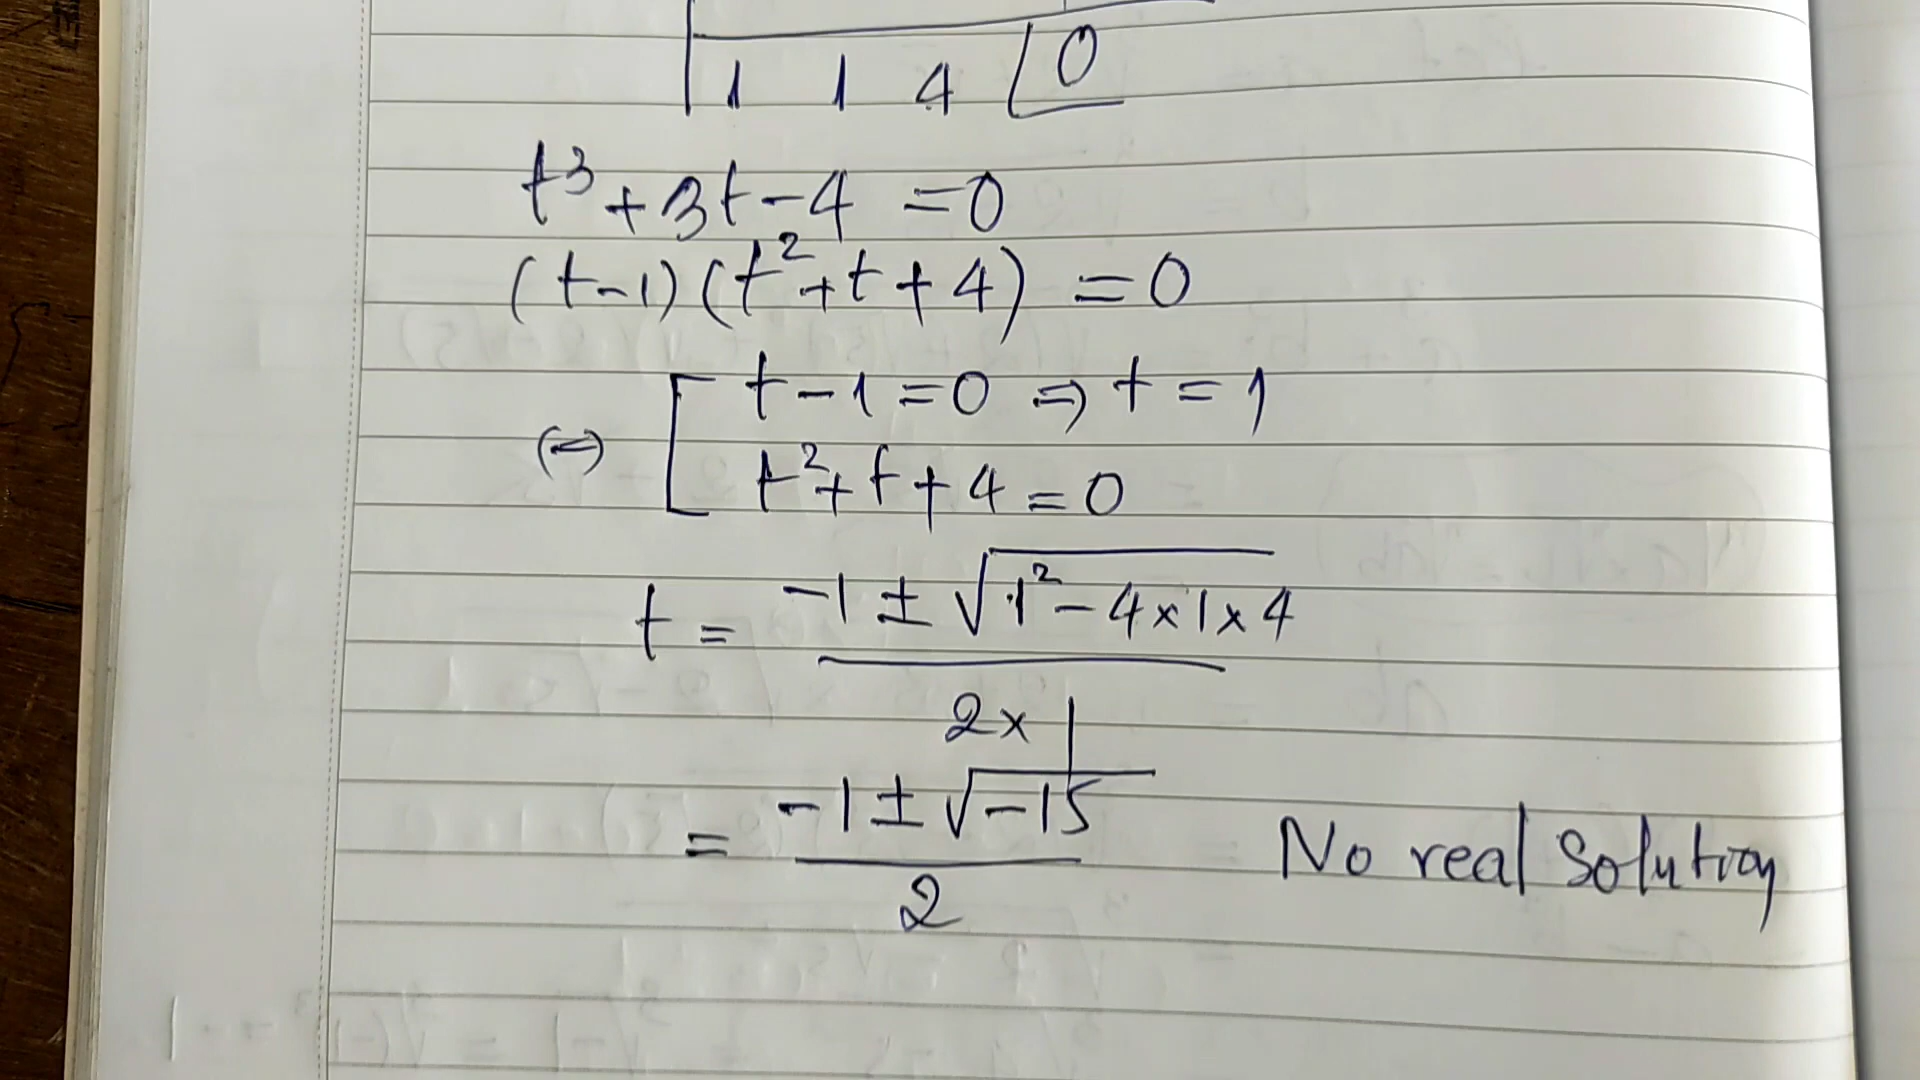 1 1 4 0
t³ + 3t - 4 = 0
(t-1)(t² + t + 4) = 0
⇔ [ t - 1 = 0 ⇒ t = 1
t² + t + 4 = 0
t = -1 ± √1² - 4×1×4
2×1
= -1 ± √-15
2
No real Solution